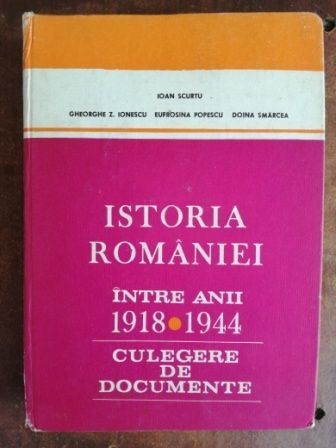 IOAN SCURTU
GHEORGHE Z. IONESCU EUFROSINA POPESCU DOINA SMÂRCEA
ISTORIA
ROMÂNIEI
ÎNTRE ANII
1918 • 1944
CULEGERE
DE
DOCUMENTE